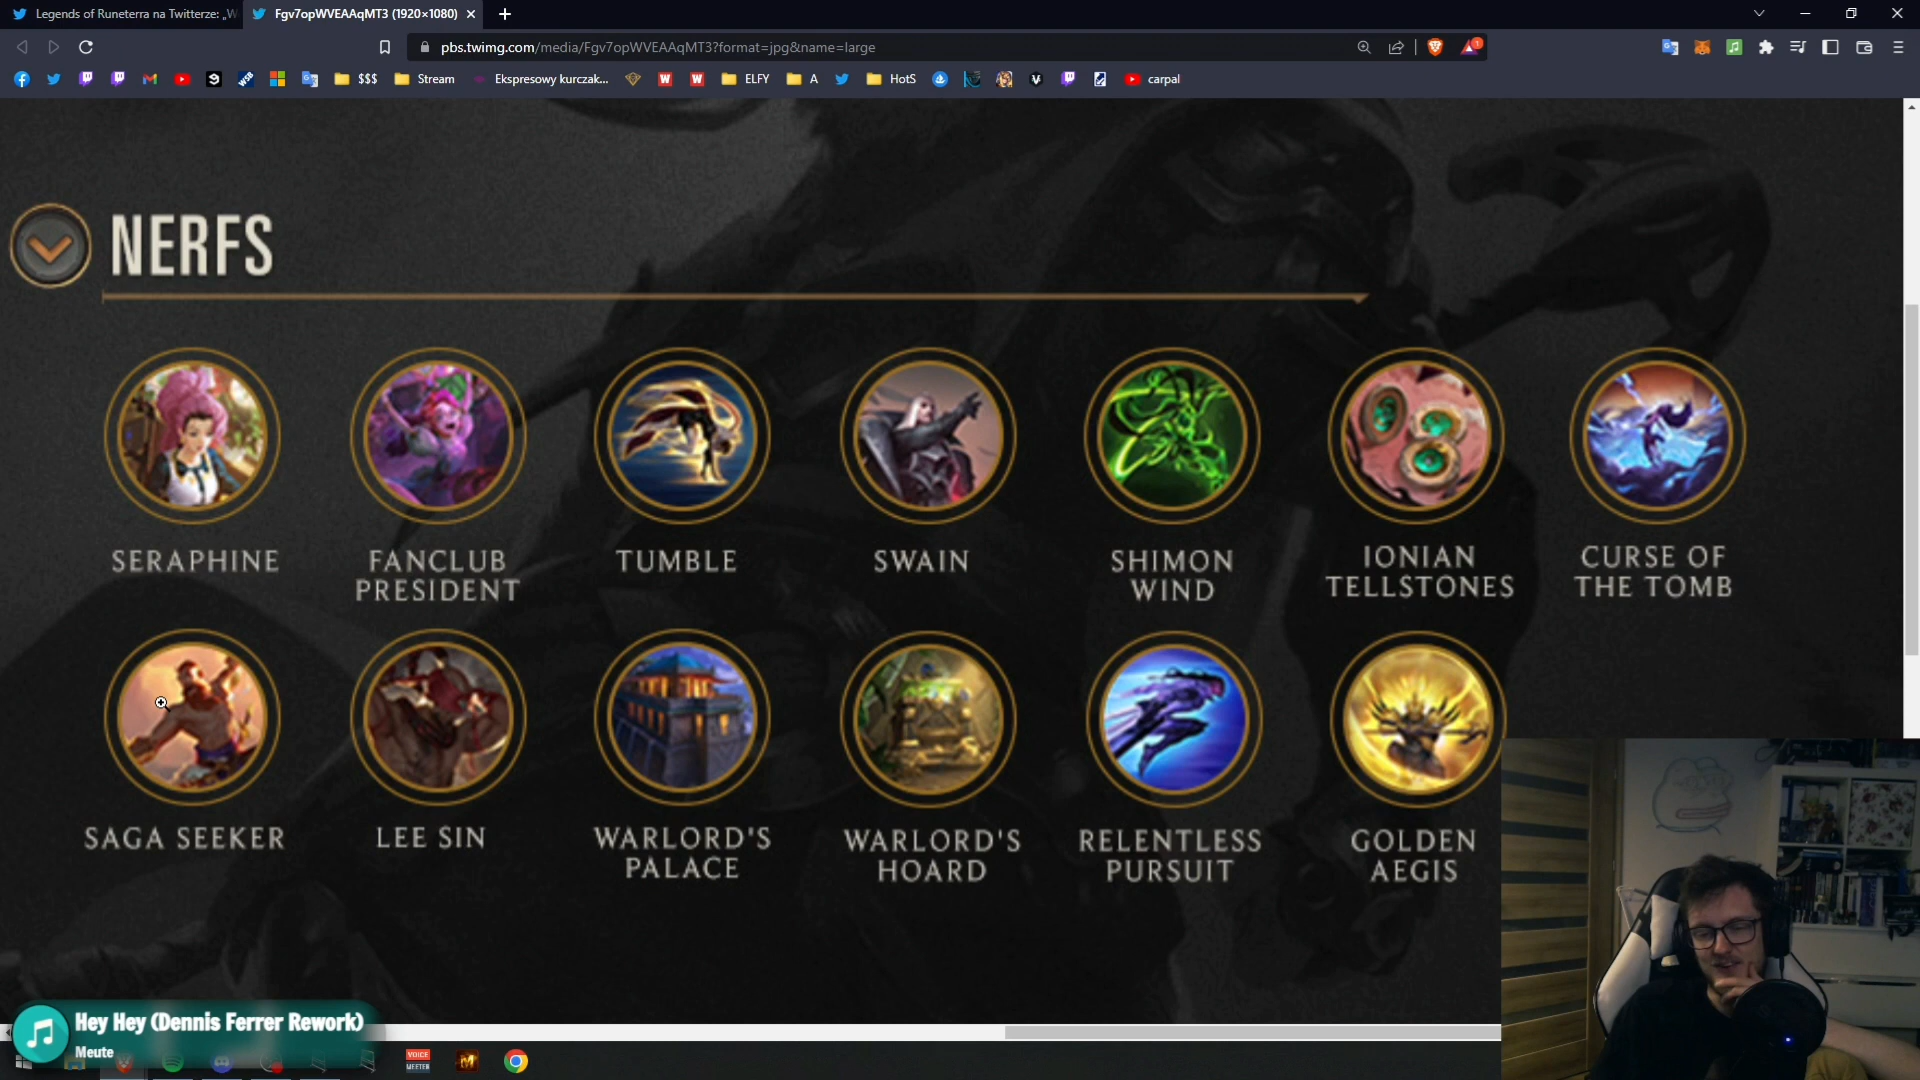 Legends of Runeterra na Twitterze: „W
Fgv7opWVEAAqMT3 (1920×1080)
pbs.twimg.com/media/Fgv7opWVEAAqMT3?format=jpg&name=large
$$$
Stream
Ekspresowy kurczak...
ELFY
A
HotS
carpal
NERFS
SERAPHINE
FANCLUB
PRESIDENT
TUMBLE
SWAIN
SHIMON
WIND
IONIAN
TELLSTONES
CURSE OF
THE TOMB
SAGA SEEKER
LEE SIN
WARLORD'S
PALACE
WARLORD'S
HOARD
RELENTLESS
PURSUIT
GOLDEN
AEGIS
Hey Hey (Dennis Ferrer Rework)
Meute
VOICE
MEETER